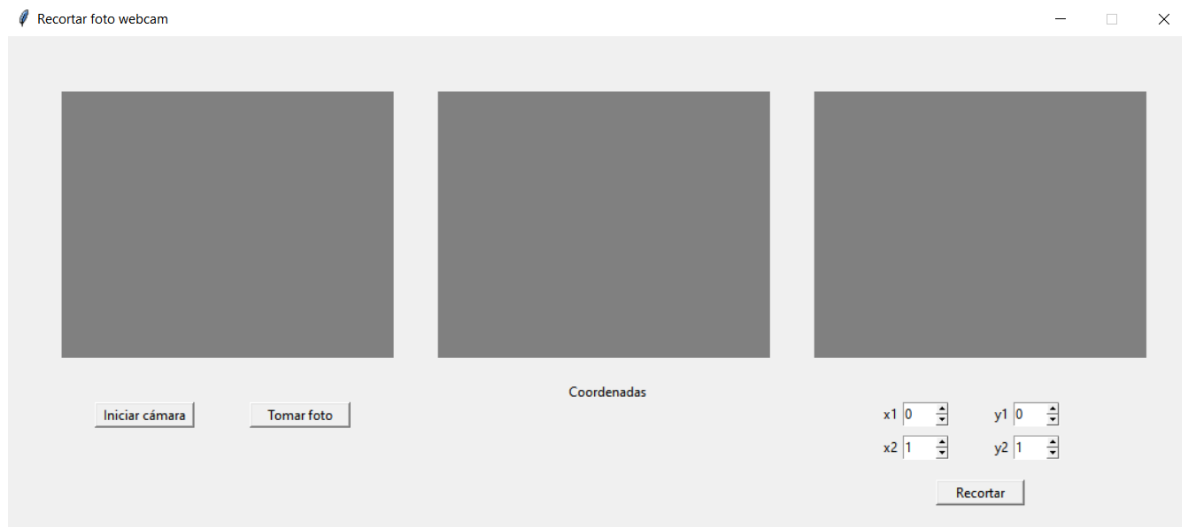 Recortar foto webcam
Coordenadas
Iniciar cámara Tomar foto x1 0 y1 0
x2 1 y2 1
Recortar